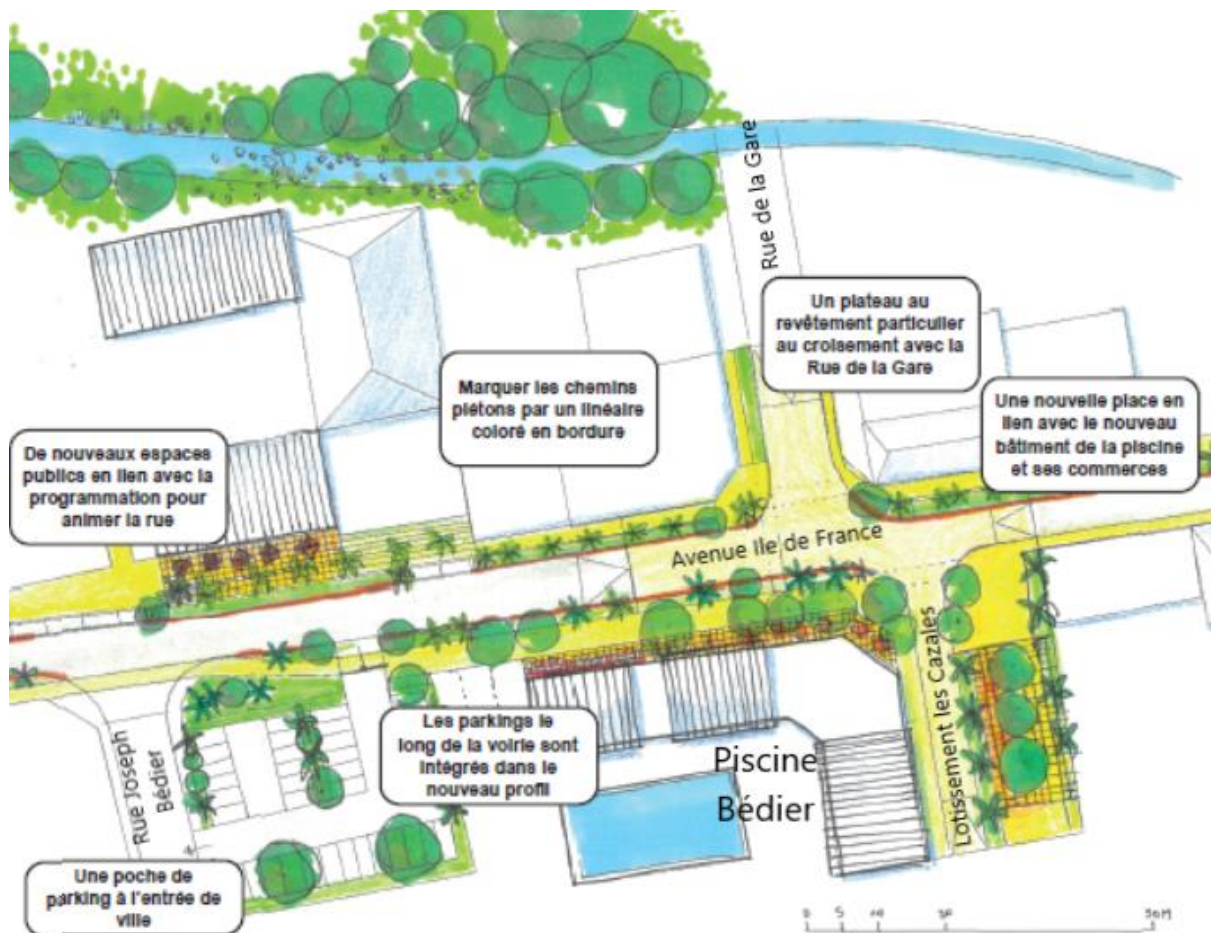 Rue de la Gare
Un plateau au
revêtement particulier
au croisement avec la
Rue de la Gare
Marquer les chemins
piétons par un linéaire
coloré en bordure
Une nouvelle place en
lien avec le nouveau
bâtiment de la piscine
et ses commerces
De nouveaux espaces
publics en lien avec la
programmation pour
animer la rue
Avenue Ile de France
Lotissement les Cazales
Les parkings le
long de la voirie sont
intégrés dans le
nouveau profil
Piscine
Bédier
Rue Joseph
Bédier
Une poche de
parking à l'entrée de
ville
0 5 10 20 50M